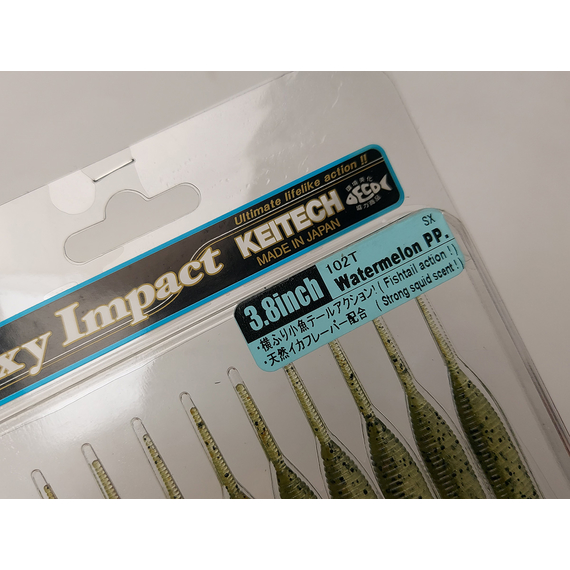 Ultimate lifelike action !!
xy Impact
KEITECH
MADE IN JAPAN
ECO
3.8inch
102T
SX
Watermelon PP.
・横ふり小魚テールアクション!( Fishtail action! )
・天然イカフレーバー配合 ( Strong squid scent! )